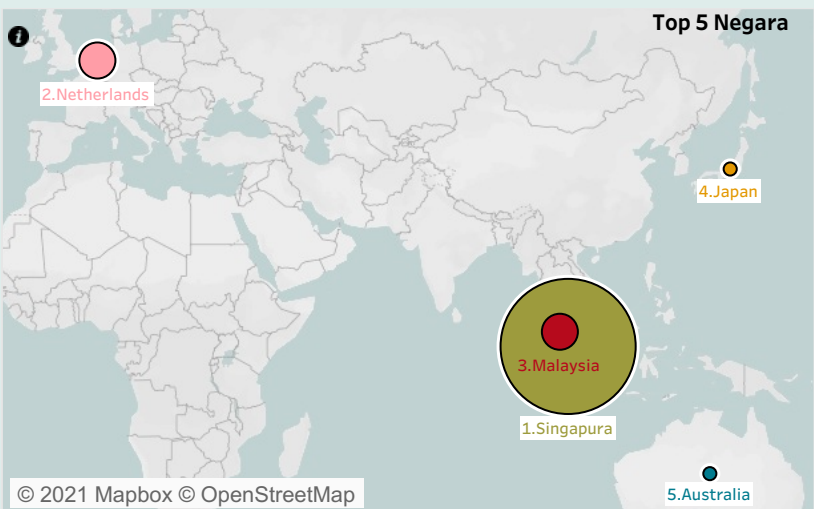 Top 5 Negara
i
2.Netherlands
4.Japan
3.Malaysia
1.Singapura
5.Australia
© 2021 Mapbox © OpenStreetMap